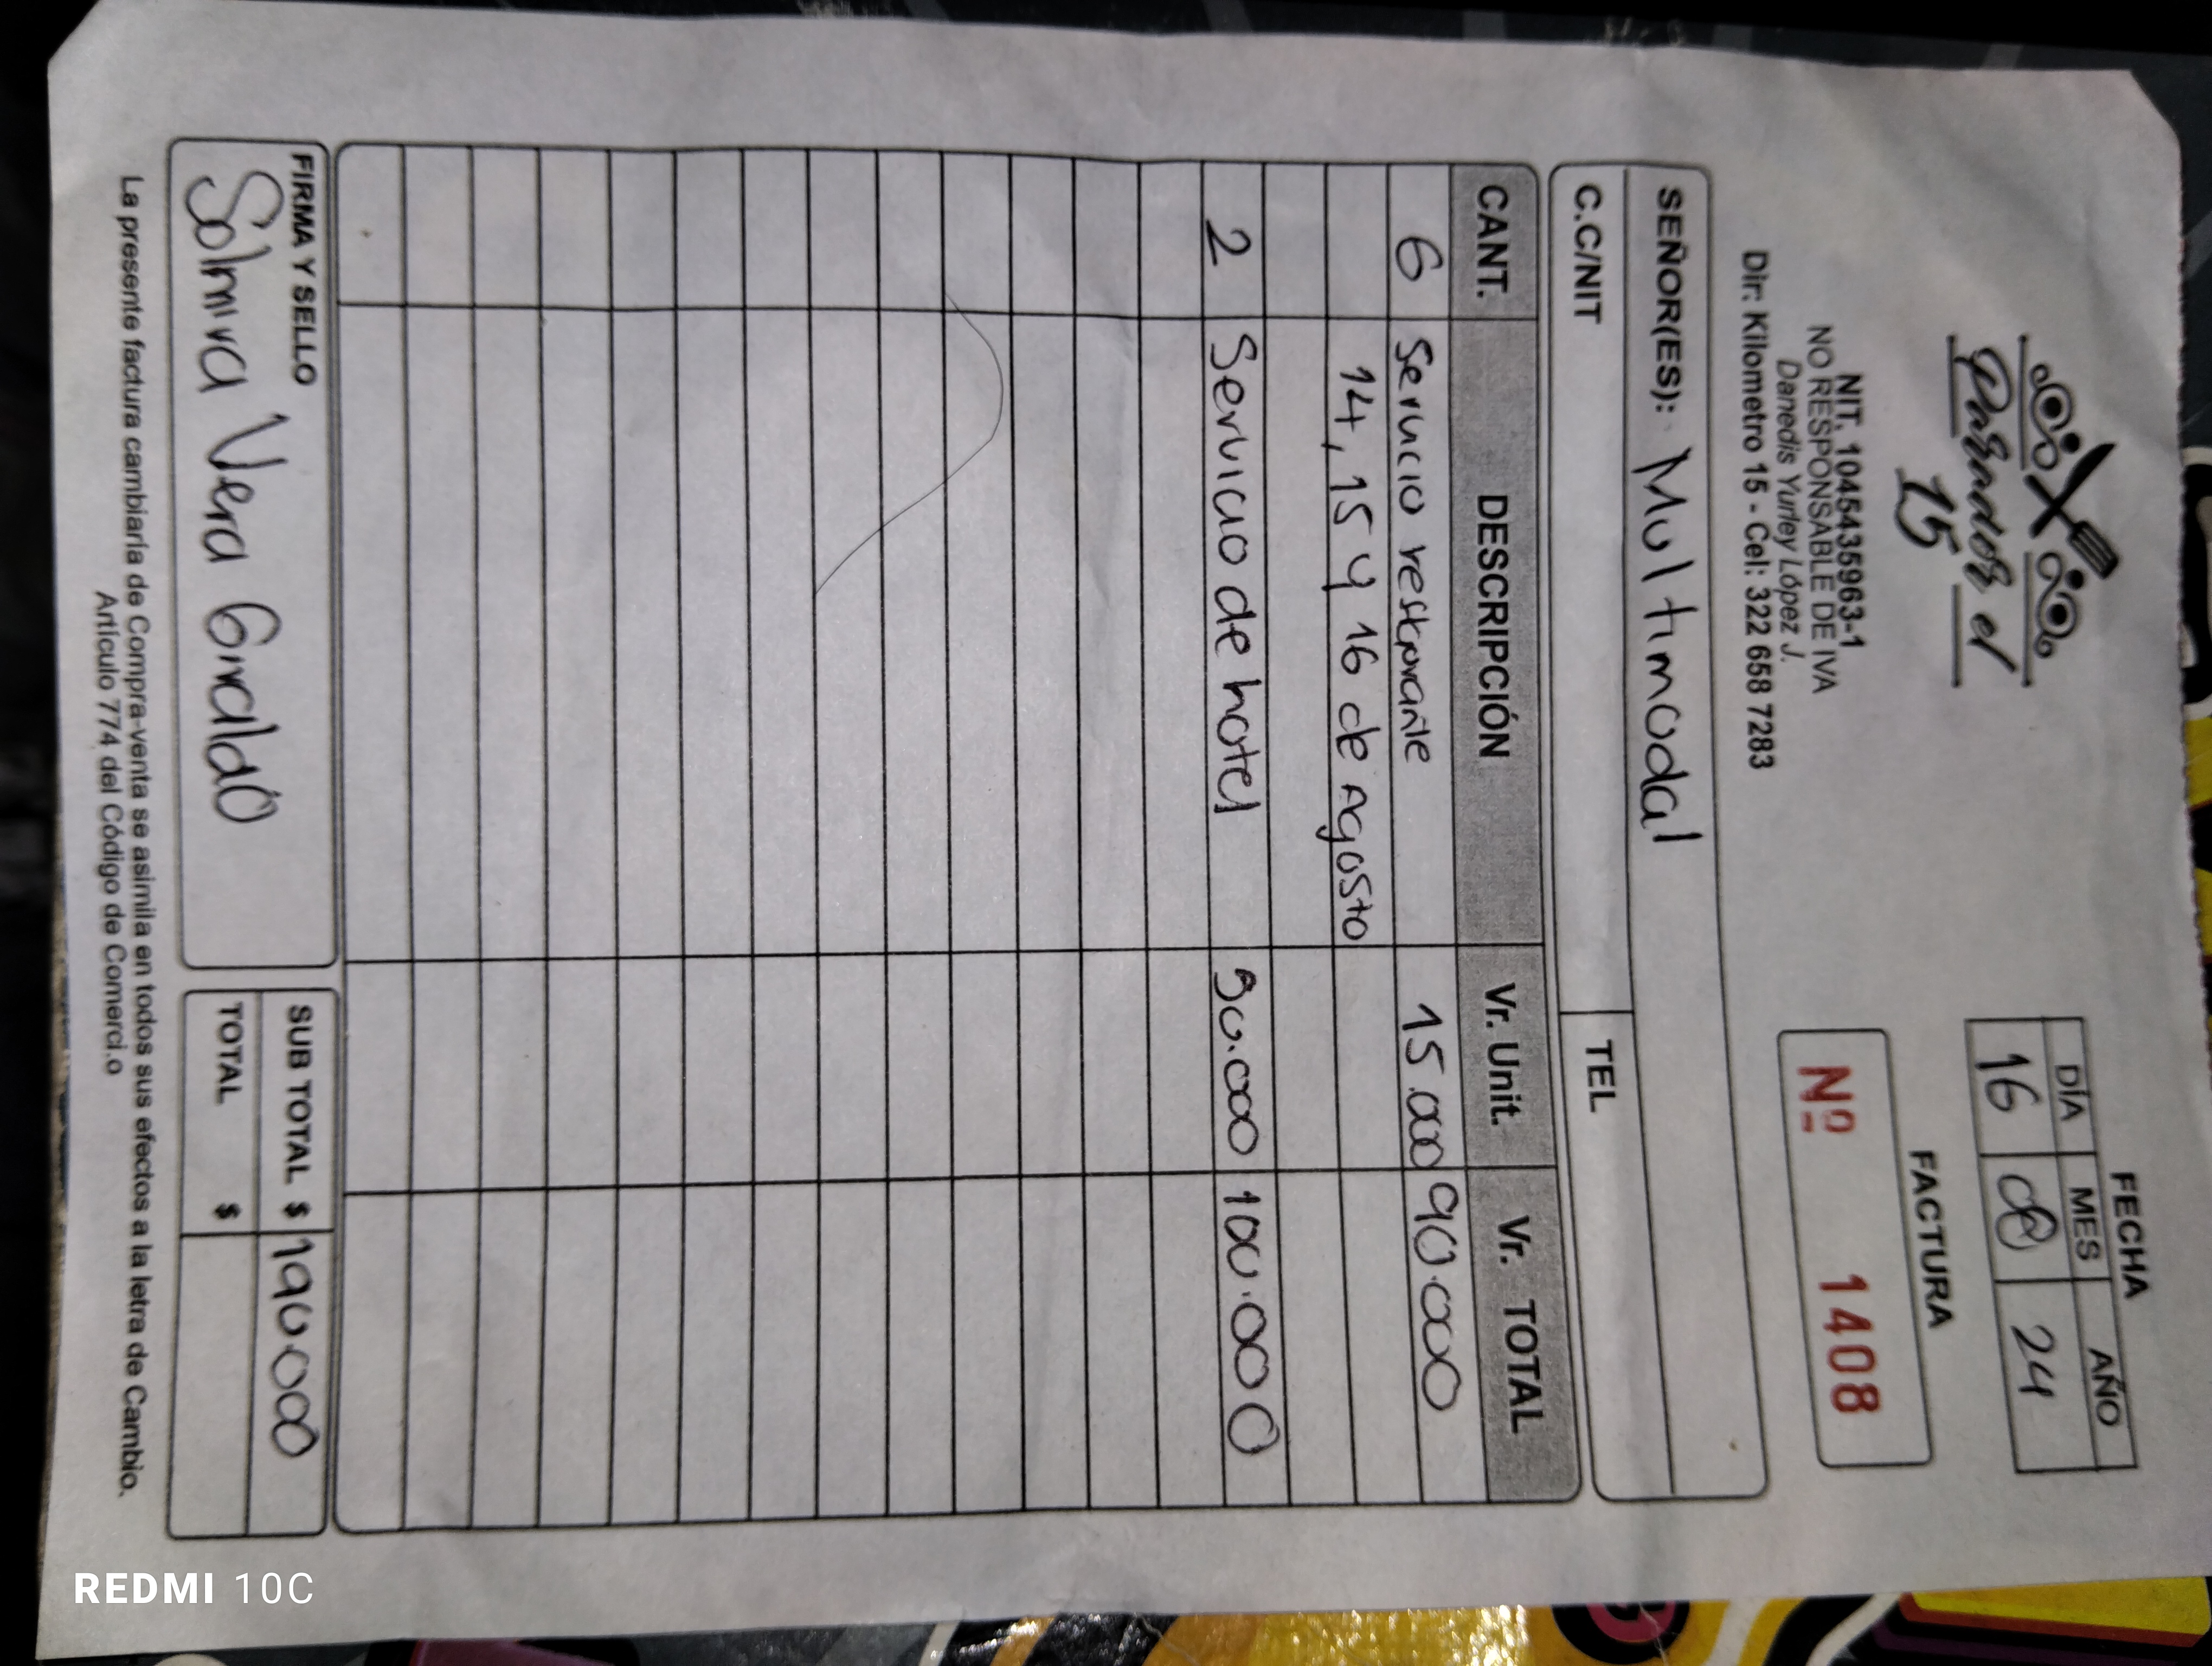 Parador el
15
NIT. 1045435963-1
NO RESPONSABLE DE IVA
Danedis Yurley López J.
Dir: Kilometro 15 - Cel: 322 658 7283
FECHA
DÍA MES AÑO
16 08 24
FACTURA
Nº 1408
SEÑOR(ES): Multimodal
C.C/NIT TEL
CANT. DESCRIPCIÓN Vr. Unit. Vr. TOTAL
6 Servicio restaurante 15.000 90.000
14, 15 y 16 de Agosto
2 Servicio de hotel 50.000 100.000
FIRMA Y SELLO
Solmira Vera Giraldo
SUB TOTAL $ 190.000
TOTAL $
La presente factura cambiaria de Compra-venta se asimila en todos sus efectos a la letra de Cambio.
Artículo 774 del Código de Comerci.o
REDMI 10C